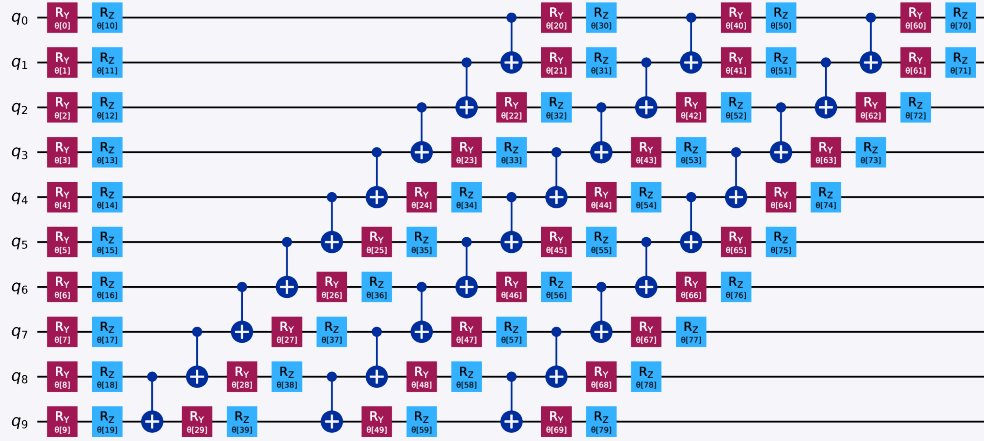 q0 RY θ[0] RZ θ[10] RY θ[20] RZ θ[30] RY θ[40] RZ θ[50] RY θ[60] RZ θ[70]
q1 RY θ[1] RZ θ[11] RY θ[21] RZ θ[31] RY θ[41] RZ θ[51] RY θ[61] RZ θ[71]
q2 RY θ[2] RZ θ[12] RY θ[22] RZ θ[32] RY θ[42] RZ θ[52] RY θ[62] RZ θ[72]
q3 RY θ[3] RZ θ[13] RY θ[23] RZ θ[33] RY θ[43] RZ θ[53] RY θ[63] RZ θ[73]
q4 RY θ[4] RZ θ[14] RY θ[24] RZ θ[34] RY θ[44] RZ θ[54] RY θ[64] RZ θ[74]
q5 RY θ[5] RZ θ[15] RY θ[25] RZ θ[35] RY θ[45] RZ θ[55] RY θ[65] RZ θ[75]
q6 RY θ[6] RZ θ[16] RY θ[26] RZ θ[36] RY θ[46] RZ θ[56] RY θ[66] RZ θ[76]
q7 RY θ[7] RZ θ[17] RY θ[27] RZ θ[37] RY θ[47] RZ θ[57] RY θ[67] RZ θ[77]
q8 RY θ[8] RZ θ[18] RY θ[28] RZ θ[38] RY θ[48] RZ θ[58] RY θ[68] RZ θ[78]
q9 RY θ[9] RZ θ[19] RY θ[29] RZ θ[39] RY θ[49] RZ θ[59] RY θ[69] RZ θ[79]